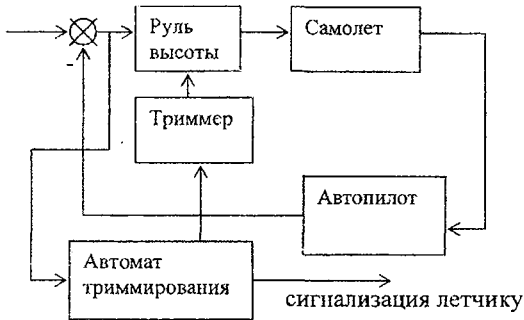 Руль
высоты
Самолет
Триммер
Автопилот
Автомат
триммирования
сигнализация летчику